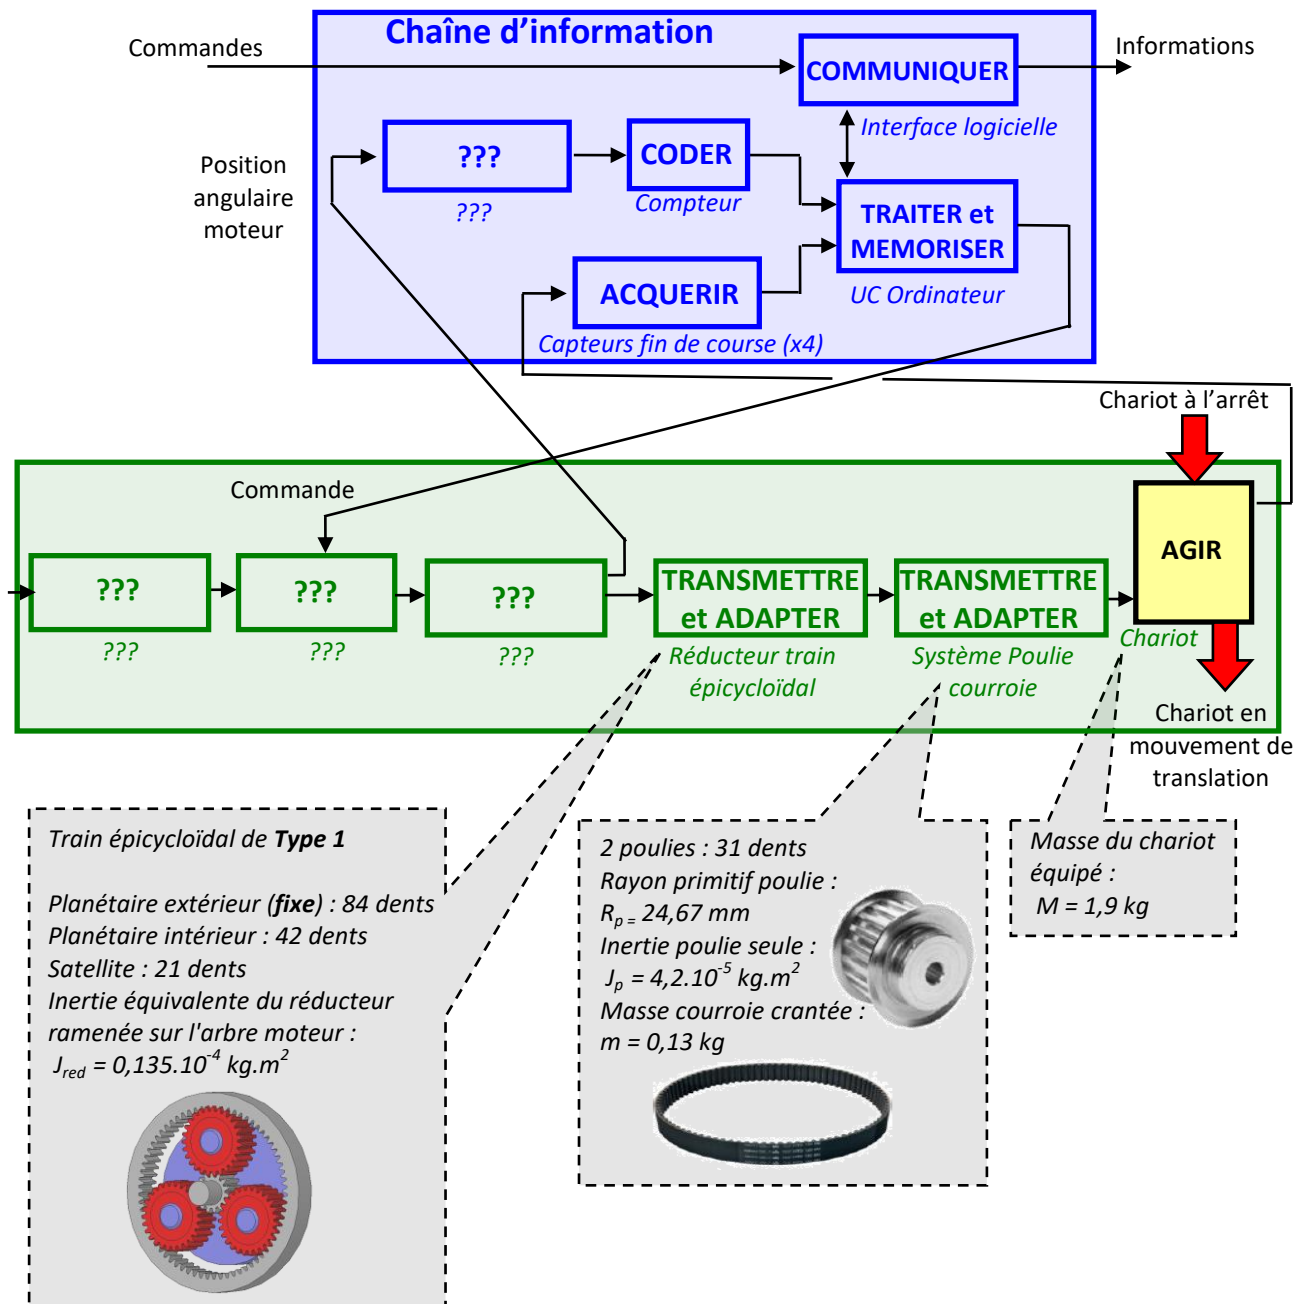 Chaîne d’information
Commandes
Informations
COMMUNIQUER
Interface logicielle
Position
angulaire
moteur
???
???
CODER
Compteur
TRAITER et
MEMORISER
UC Ordinateur
ACQUERIR
Capteurs fin de course (x4)
Chariot à l’arrêt
Commande
???
???
???
???
???
???
TRANSMETTRE
et ADAPTER
Réducteur train
épicycloïdal
TRANSMETTRE
et ADAPTER
Système Poulie
courroie
AGIR
Chariot
Chariot en
mouvement de
translation
Train épicycloïdal de Type 1
Planétaire extérieur (fixe) : 84 dents
Planétaire intérieur : 42 dents
Satellite : 21 dents
Inertie équivalente du réducteur
ramenée sur l'arbre moteur :
J_red = 0,135.10^-4 kg.m^2
2 poulies : 31 dents
Rayon primitif poulie :
R_p = 24,67 mm
Inertie poulie seule :
J_p = 4,2.10^-5 kg.m^2
Masse courroie crantée :
m = 0,13 kg
Masse du chariot
équipé :
M = 1,9 kg